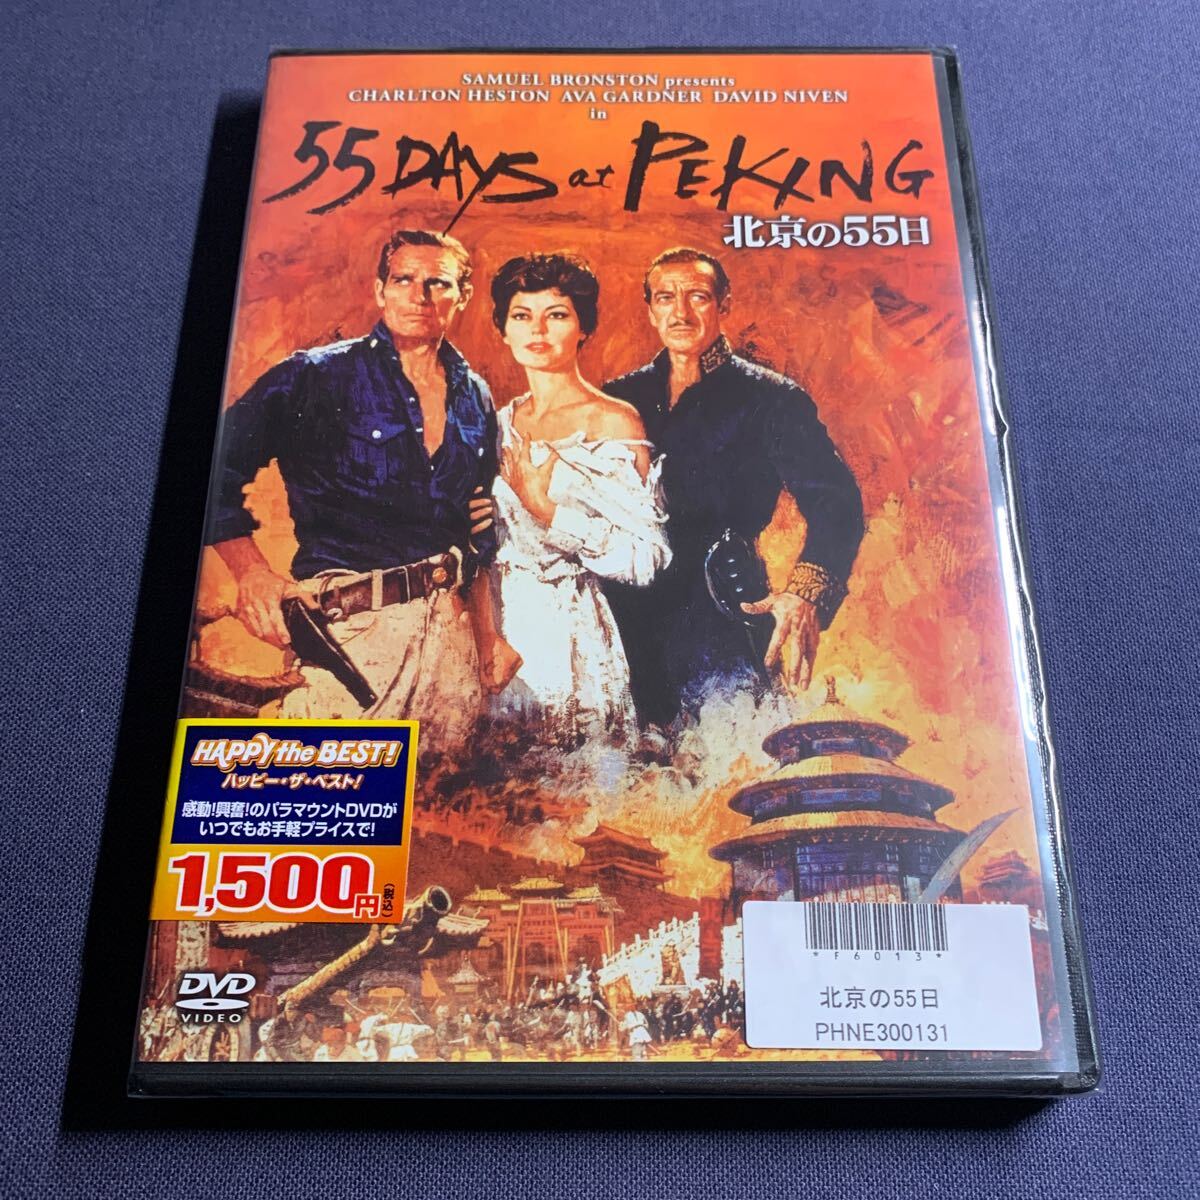 SAMUEL BRONSTON presents
CHARLTON HESTON AVA GARDNER DAVID NIVEN
in
55 DAYS at PEKING
北京の55日
HAPPY the BEST!
ハッピー・ザ・ベスト!
感動!興奮!のパラマウントDVDが
いつでもお手軽プライスで!
1,500円(税込)
DVD
VIDEO
*F6013*
北京の55日
PHNE300131